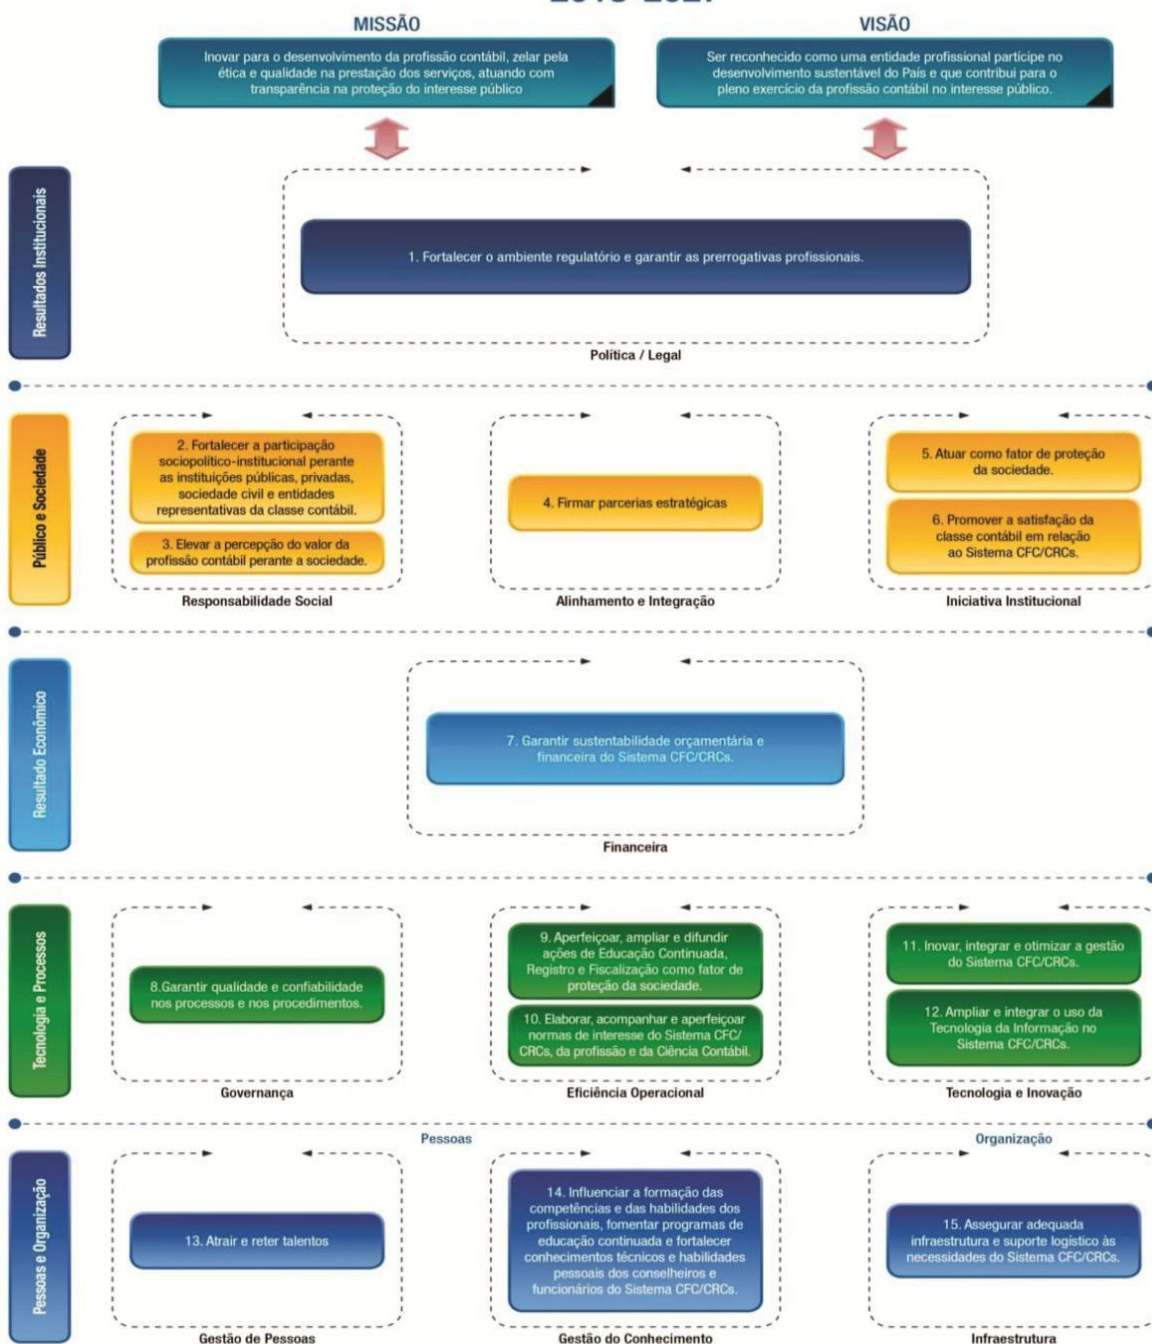 MISSÃO
Inovar para o desenvolvimento da profissão contábil, zelar pela
ética e qualidade na prestação dos serviços, atuando com
transparência na proteção do interesse público
VISÃO
Ser reconhecido como uma entidade profissional partícipe no
desenvolvimento sustentável do País e que contribui para o
pleno exercício da profissão contábil no interesse público.
Resultados Institucionais
1. Fortalecer o ambiente regulatório e garantir as prerrogativas profissionais.
Política / Legal
Público e Sociedade
2. Fortalecer a participação
sociopolítico-institucional perante
as instituições públicas, privadas,
sociedade civil e entidades
representativas da classe contábil.
3. Elevar a percepção do valor da
profissão contábil perante a sociedade.
Responsabilidade Social
4. Firmar parcerias estratégicas
Alinhamento e Integração
5. Atuar como fator de proteção
da sociedade.
6. Promover a satisfação da
classe contábil em relação
ao Sistema CFC/CRCs.
Iniciativa Institucional
Resultado Econômico
7. Garantir sustentabilidade orçamentária e
financeira do Sistema CFC/CRCs.
Financeira
Tecnologia e Processos
8.Garantir qualidade e confiabilidade
nos processos e nos procedimentos.
Governança
9. Aperfeiçoar, ampliar e difundir
ações de Educação Continuada,
Registro e Fiscalização como fator de
proteção da sociedade.
10. Elaborar, acompanhar e aperfeiçoar
normas de interesse do Sistema CFC/
CRCs, da profissão e da Ciência Contábil.
Eficiência Operacional
11. Inovar, integrar e otimizar a gestão
do Sistema CFC/CRCs.
12. Ampliar e integrar o uso da
Tecnologia da Informação no
Sistema CFC/CRCs.
Tecnologia e Inovação
Pessoas e Organização
Pessoas
Organização
13. Atrair e reter talentos
Gestão de Pessoas
14. Influenciar a formação das
competências e das habilidades dos
profissionais, fomentar programas de
educação continuada e fortalecer
conhecimentos técnicos e habilidades
pessoais dos conselheiros e
funcionários do Sistema CFC/CRCs.
Gestão do Conhecimento
15. Assegurar adequada
infraestrutura e suporte logístico às
necessidades do Sistema CFC/CRCs.
Infraestrutura